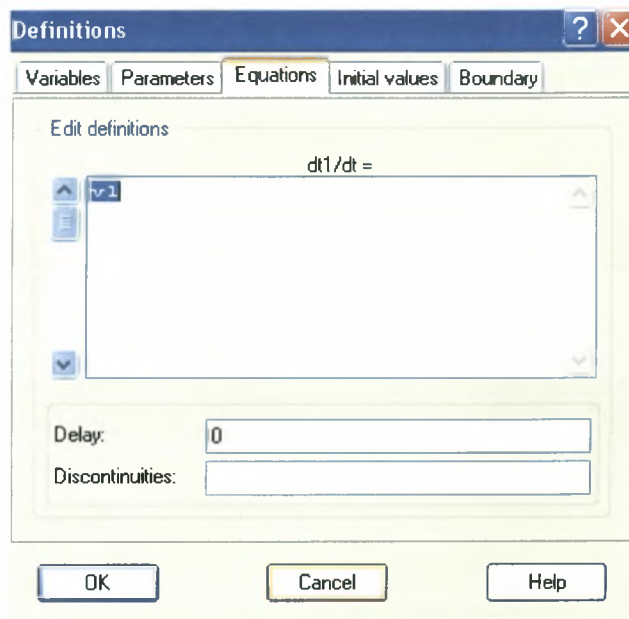 Definitions
Variables Parameters Equations Initial values Boundary
Edit definitions
dt1/dt =
v1
Delay: 0
Discontinuities:
OK Cancel Help